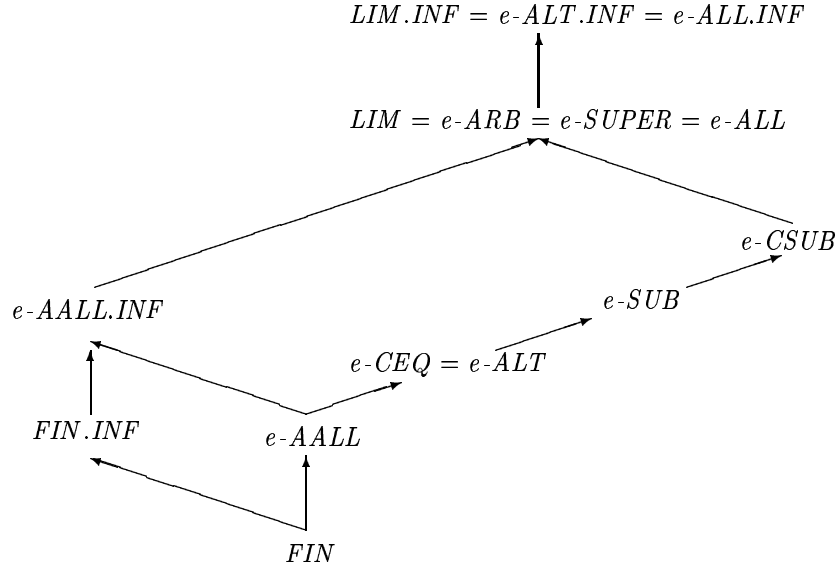 LIM.INF = e-ALT.INF = e-ALL.INF
LIM = e-ARB = e-SUPER = e-ALL
e-CSUB
e-SUB
e-AALL.INF
e-CEQ = e-ALT
FIN.INF
e-AALL
FIN